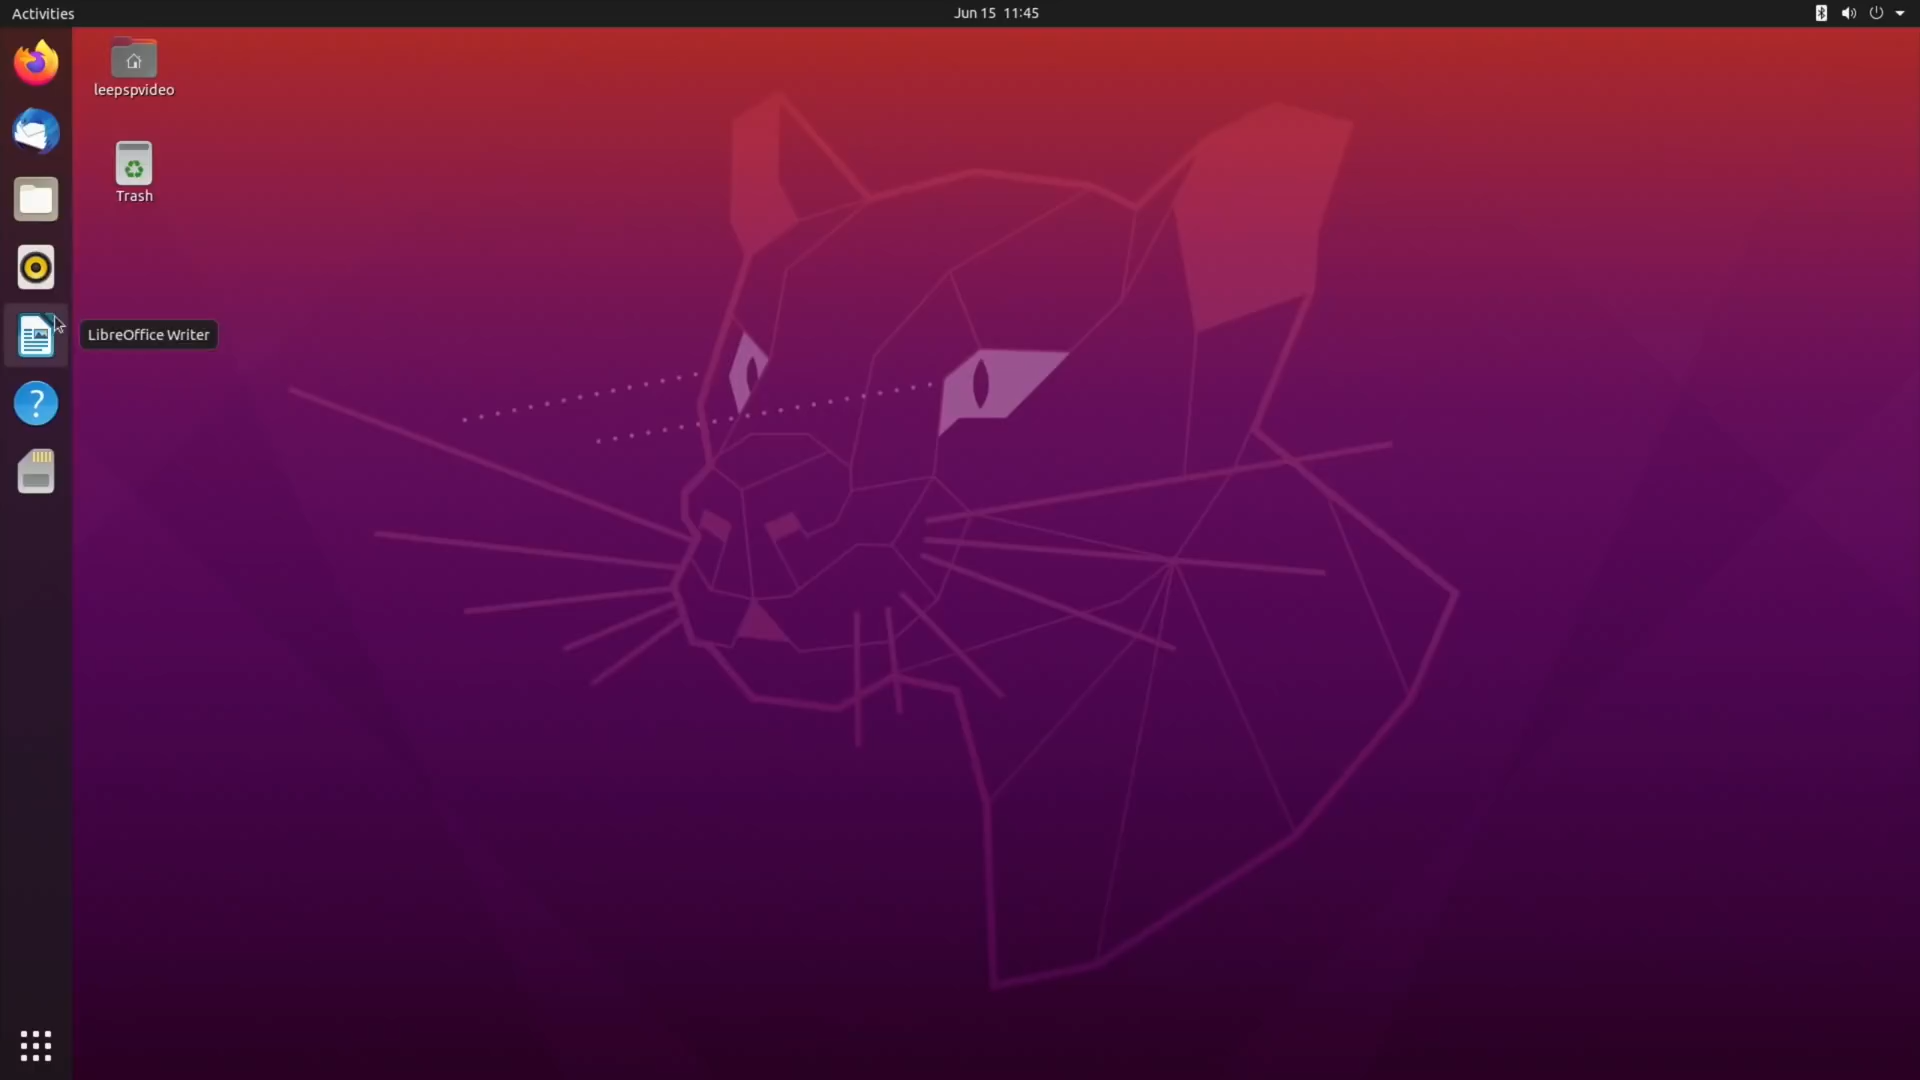 Activities
Jun 15 11:45
leepspvideo
Trash
LibreOffice Writer
?